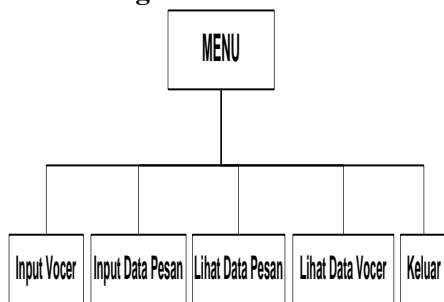 MENU
Input Vocer
Input Data Pesan
Lihat Data Pesan
Lihat Data Vocer
Keluar